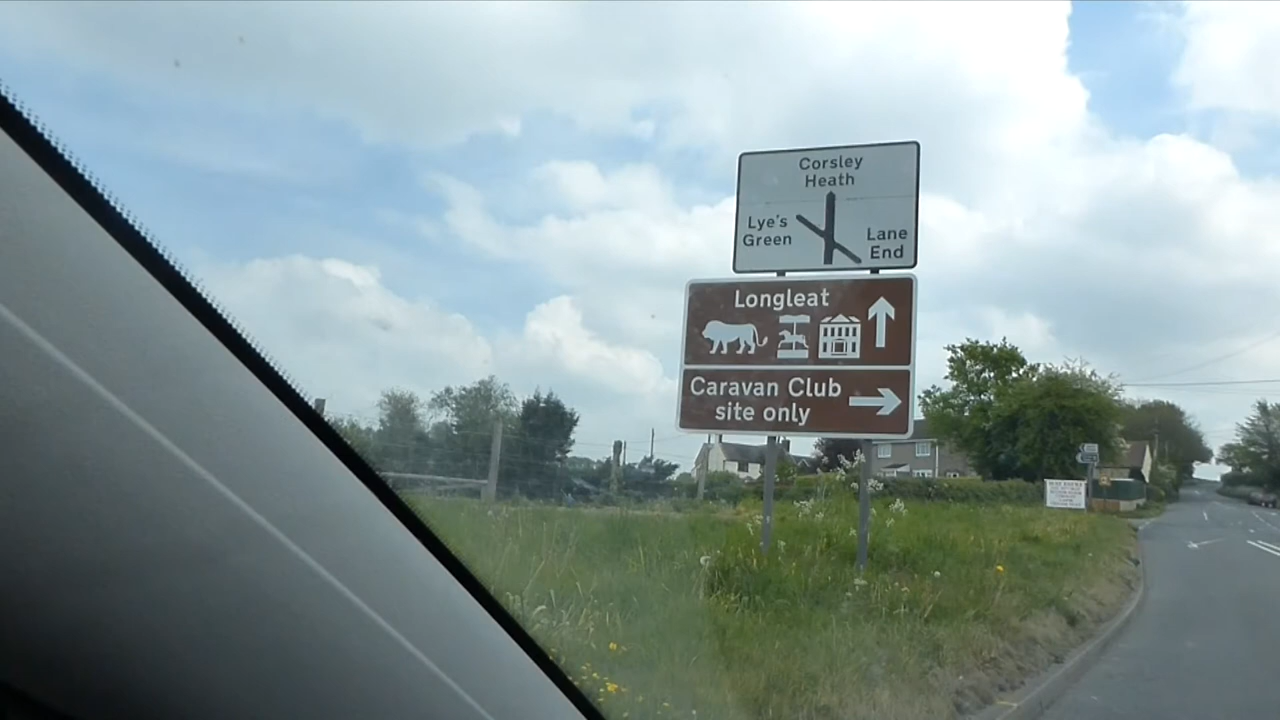 Corsley
Heath
Lye's
Green
Lane
End
Longleat
Caravan Club
site only